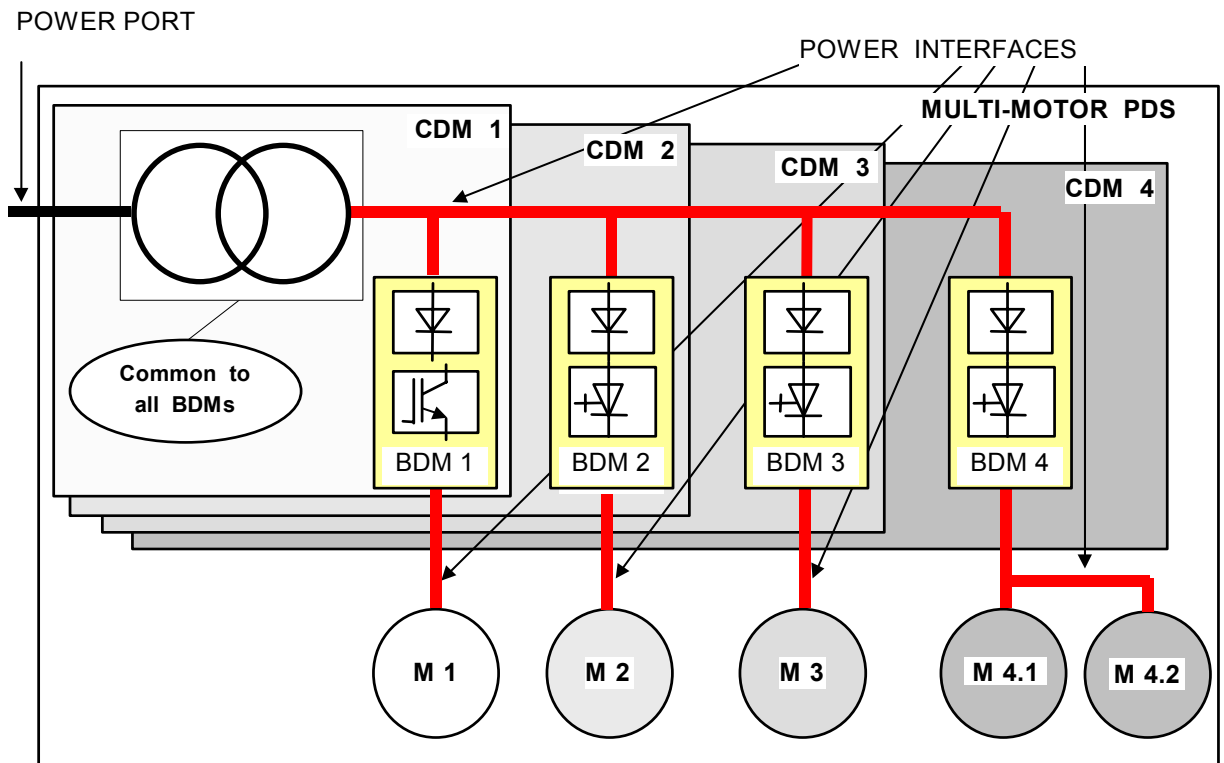 POWER PORT
POWER INTERFACES
MULTI-MOTOR PDS
CDM 1
CDM 2
CDM 3
CDM 4
Common to
all BDMs
BDM 1
BDM 2
BDM 3
BDM 4
M 1
M 2
M 3
M 4.1
M 4.2